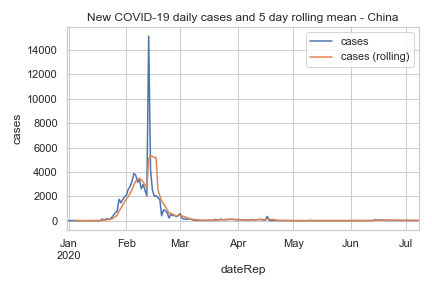 New COVID-19 daily cases and 5 day rolling mean - China
cases
cases (rolling)
14000
12000
10000
8000
6000
4000
2000
0
cases
Jan Feb Mar Apr May Jun Jul
2020
dateRep